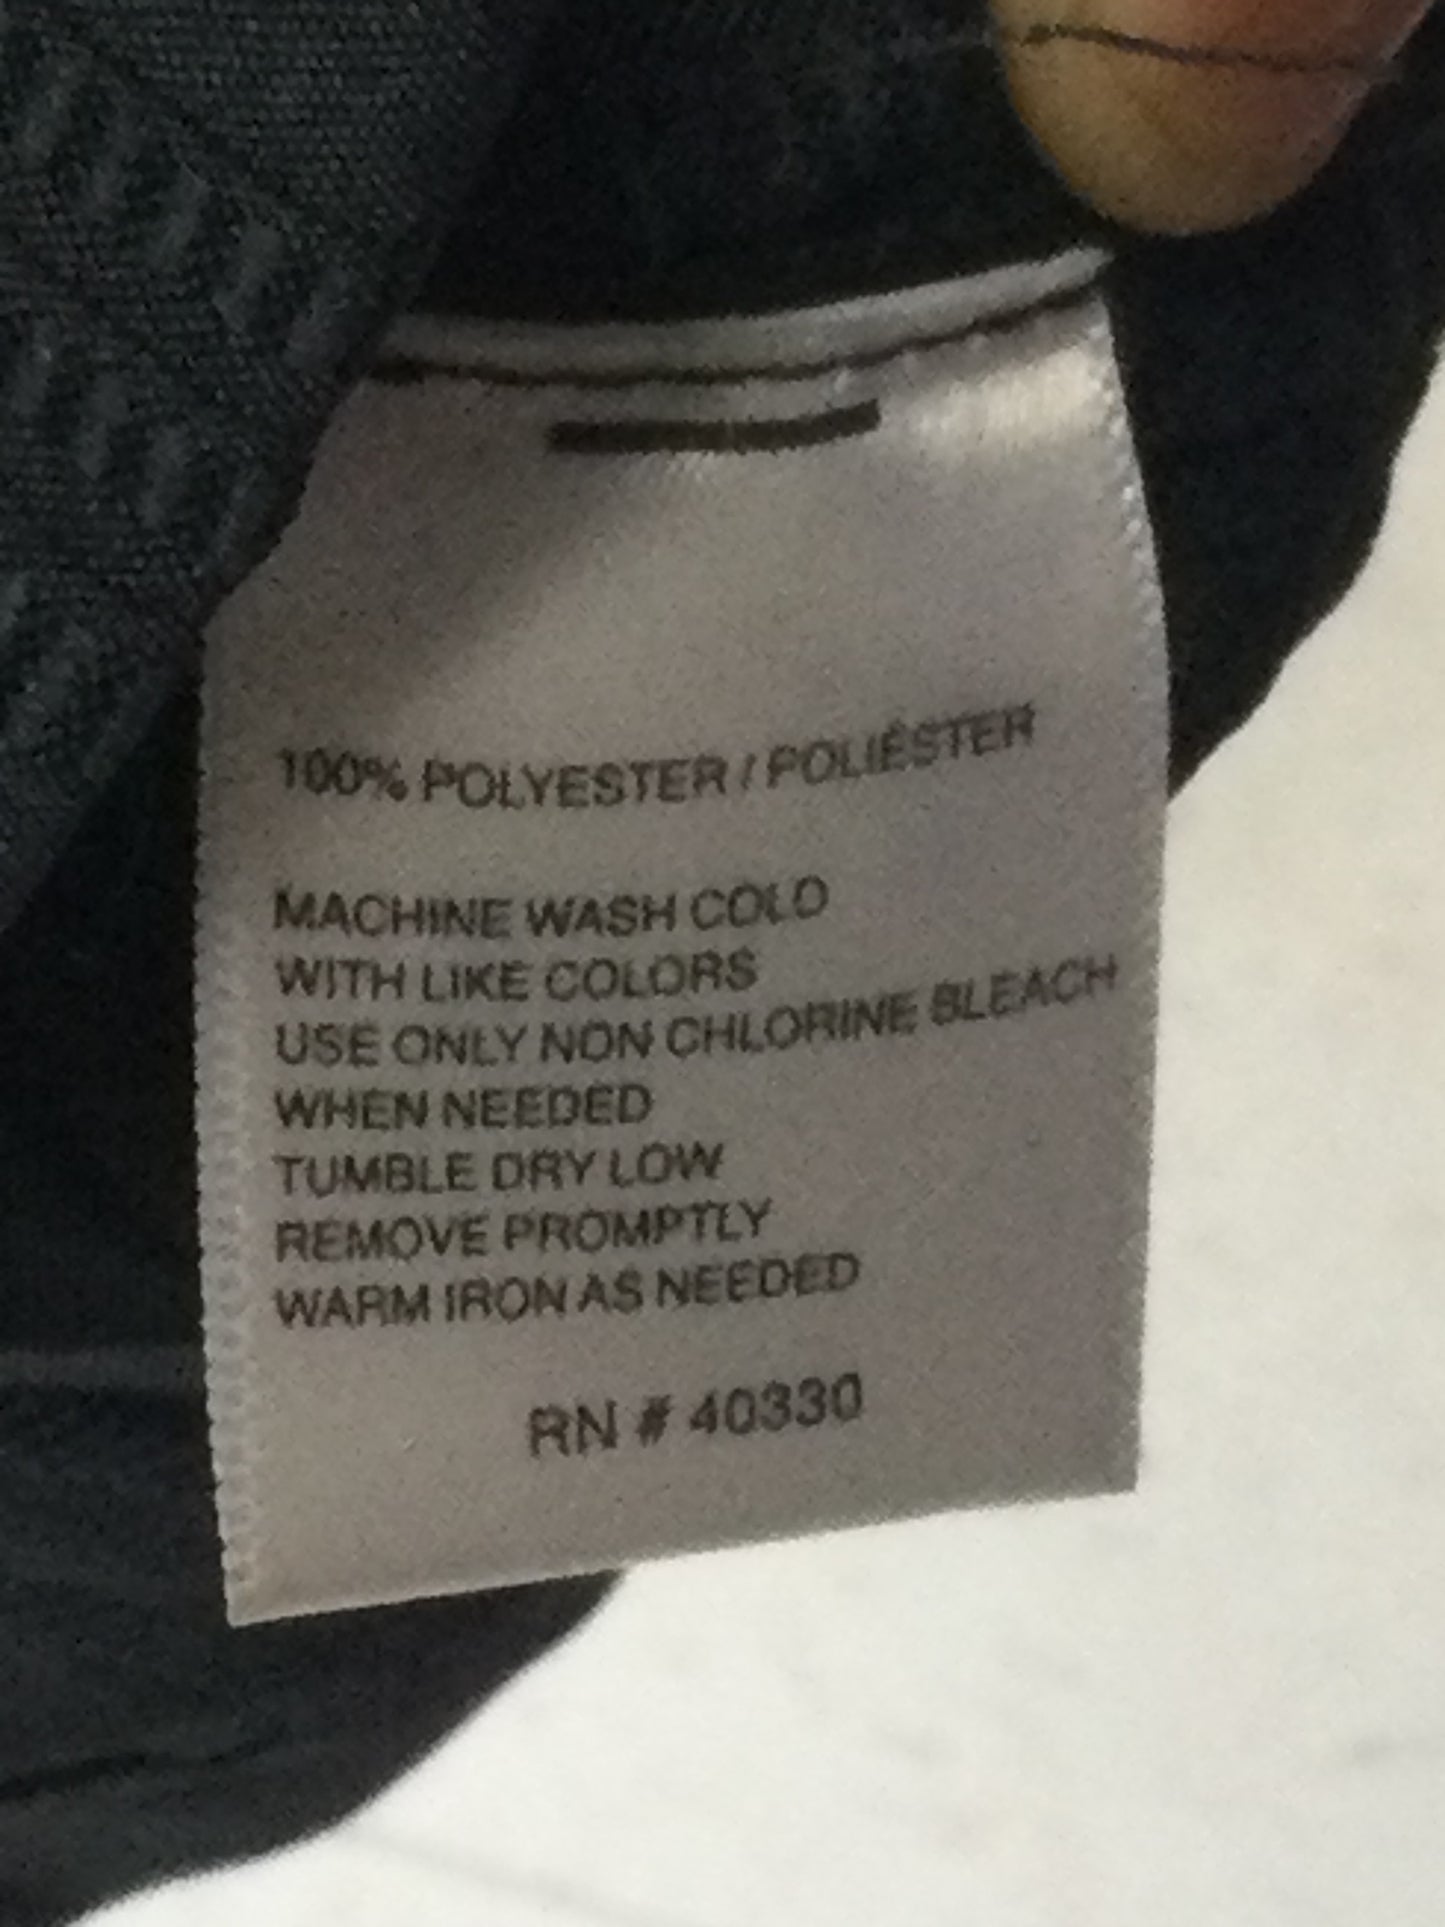 100% POLYESTER / POLIÉSTER
MACHINE WASH COLD
WITH LIKE COLORS
USE ONLY NON CHLORINE BLEACH
WHEN NEEDED
TUMBLE DRY LOW
REMOVE PROMPTLY
WARM IRON AS NEEDED
RN # 40330